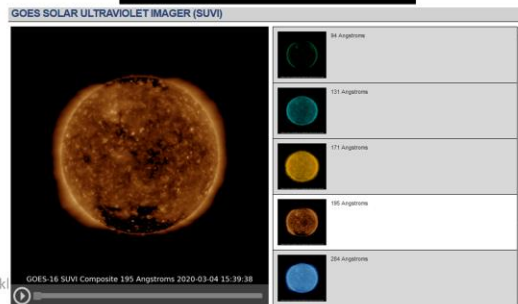 GOES SOLAR ULTRAVIOLET IMAGER (SUVI)
94 Angstroms
131 Angstroms
171 Angstroms
195 Angstroms
284 Angstroms
GOES-16 SUVI Composite 195 Angstroms 2020-03-04 15:39:38